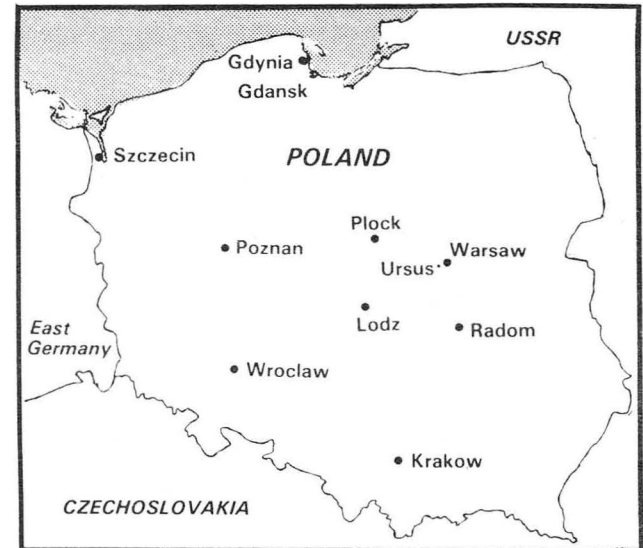 USSR
Gdynia
Gdansk
Szczecin
POLAND
Plock
Poznan
Warsaw
Ursus
Lodz
East
Germany
Radom
Wroclaw
Krakow
CZECHOSLOVAKIA